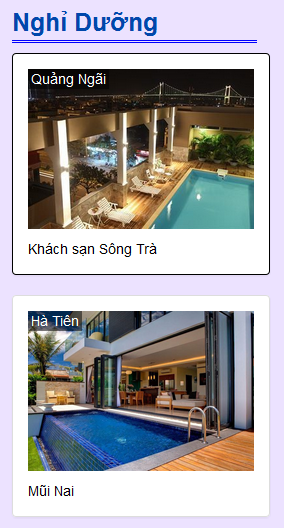 Nghỉ Dưỡng
Quảng Ngãi
Khách sạn Sông Trà
Hà Tiên
Mũi Nai